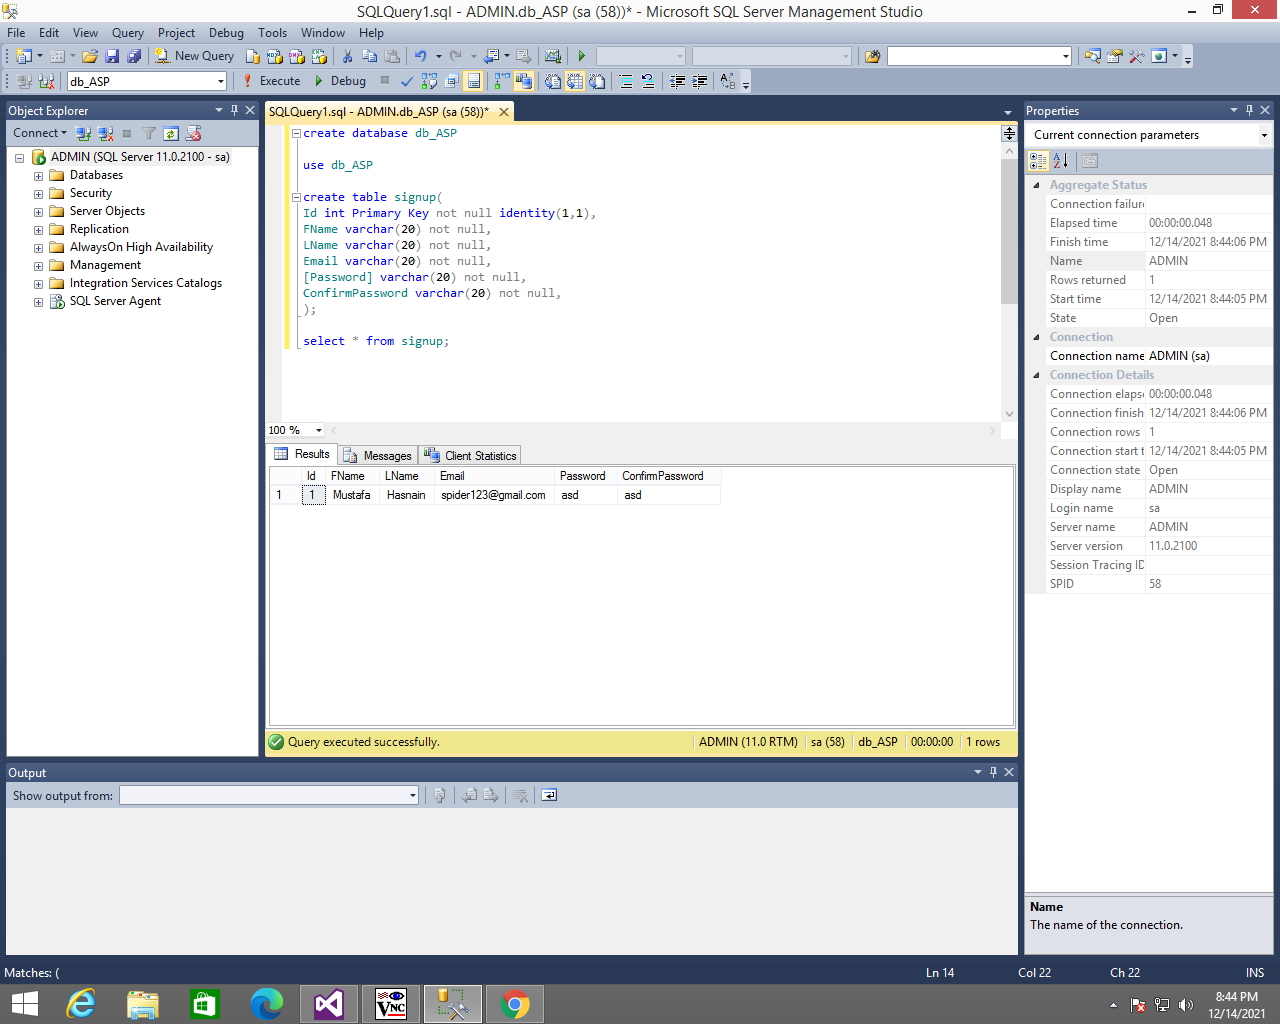 SQLQuery1.sql - ADMIN.db_ASP (sa (58))* - Microsoft SQL Server Management Studio
File Edit View Query Project Debug Tools Window Help
New Query
db_ASP Execute Debug
Object Explorer
Connect
ADMIN (SQL Server 11.0.2100 - sa)
Databases
Security
Server Objects
Replication
AlwaysOn High Availability
Management
Integration Services Catalogs
SQL Server Agent
SQLQuery1.sql - ADMIN.db_ASP (sa (58))*
create database db_ASP
use db_ASP
create table signup(
Id int Primary Key not null identity(1,1),
FName varchar(20) not null,
LName varchar(20) not null,
Email varchar(20) not null,
[Password] varchar(20) not null,
ConfirmPassword varchar(20) not null,
);
select * from signup;
100 %
Results Messages Client Statistics
Id FName LName Email Password ConfirmPassword
1 1 Mustafa Hasnain spider123@gmail.com asd asd
Query executed successfully. ADMIN (11.0 RTM) sa (58) db_ASP 00:00:00 1 rows
Properties
Current connection parameters
Aggregate Status
Connection failur
Elapsed time 00:00:00.048
Finish time 12/14/2021 8:44:06 PM
Name ADMIN
Rows returned 1
Start time 12/14/2021 8:44:05 PM
State Open
Connection
Connection name ADMIN (sa)
Connection Details
Connection elaps 00:00:00.048
Connection finish 12/14/2021 8:44:06 PM
Connection rows 1
Connection start t 12/14/2021 8:44:05 PM
Connection state Open
Display name ADMIN
Login name sa
Server name ADMIN
Server version 11.0.2100
Session Tracing ID
SPID 58
Name
The name of the connection.
Output
Show output from:
Matches: ( Ln 14 Col 22 Ch 22 INS
VNC
8:44 PM
12/14/2021